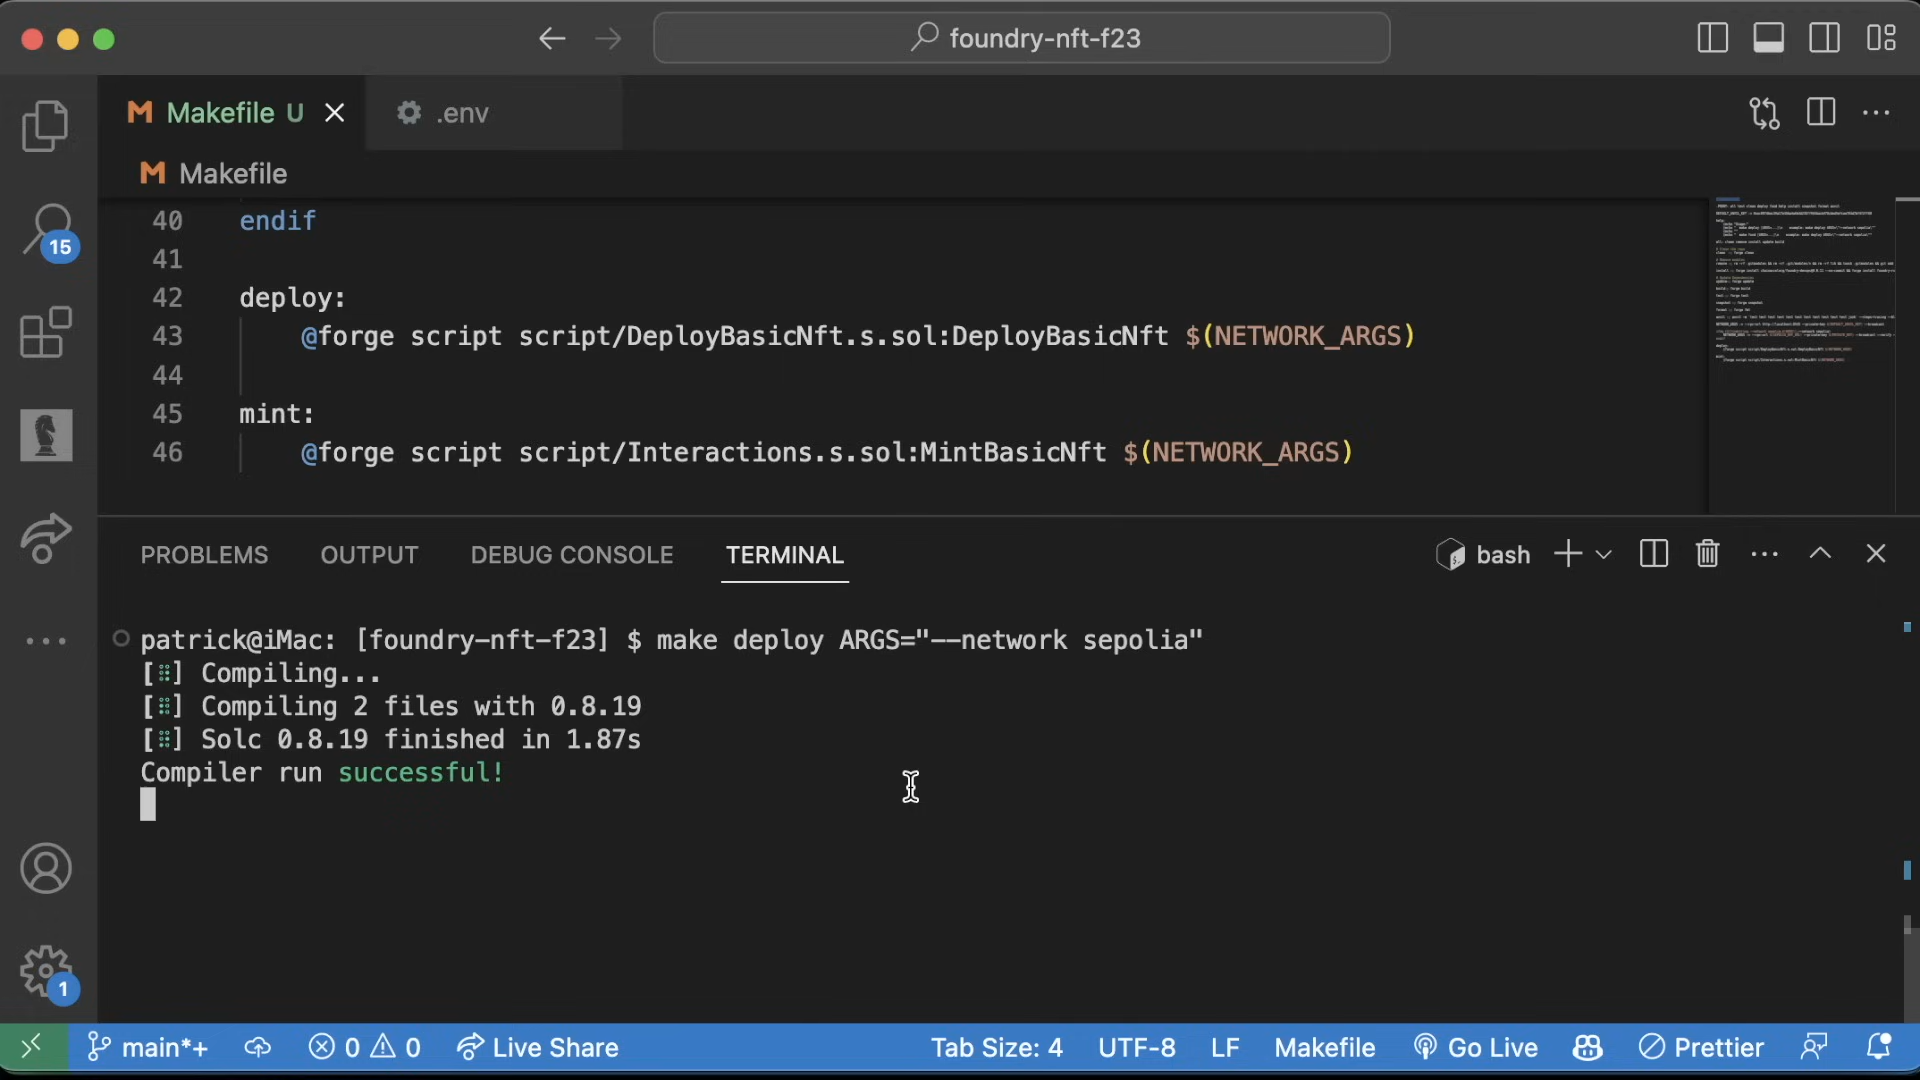 foundry-nft-f23
M Makefile U
.env
M Makefile
15
40 endif
41
42 deploy:
43 @forge script script/DeployBasicNft.s.sol:DeployBasicNft $(NETWORK_ARGS)
44
45 mint:
46 @forge script script/Interactions.s.sol:MintBasicNft $(NETWORK_ARGS)
PROBLEMS OUTPUT DEBUG CONSOLE TERMINAL
bash
patrick@iMac: [foundry-nft-f23] $ make deploy ARGS="--network sepolia"
[⠿] Compiling...
[⠿] Compiling 2 files with 0.8.19
[⠿] Solc 0.8.19 finished in 1.87s
Compiler run successful!
1
main*+ 0 0 Live Share Tab Size: 4 UTF-8 LF Makefile Go Live Prettier